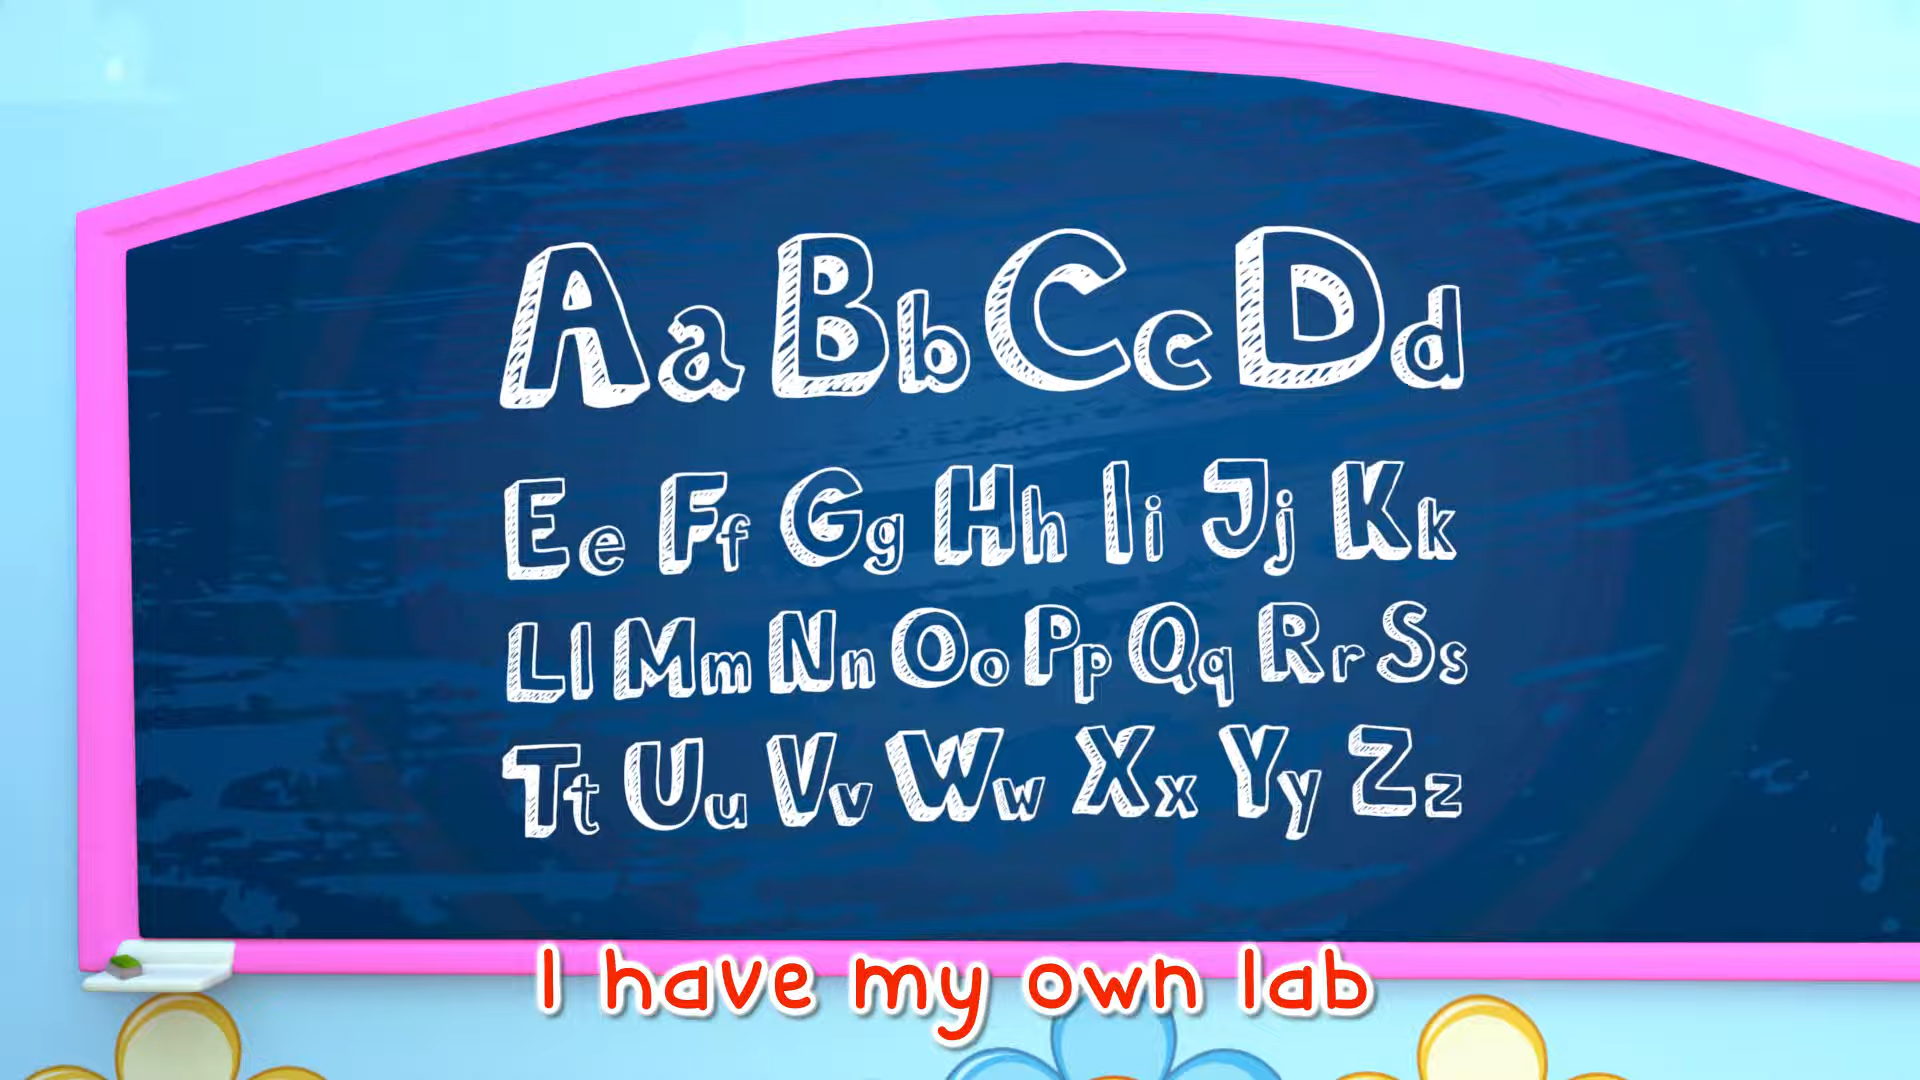 Aa Bb Cc Dd
Ee Ff Gg Hh Ii Jj Kk
Ll Mm Nn Oo Pp Qq Rr Ss
Tt Uu Vv Ww Xx Yy Zz
I have my own lab